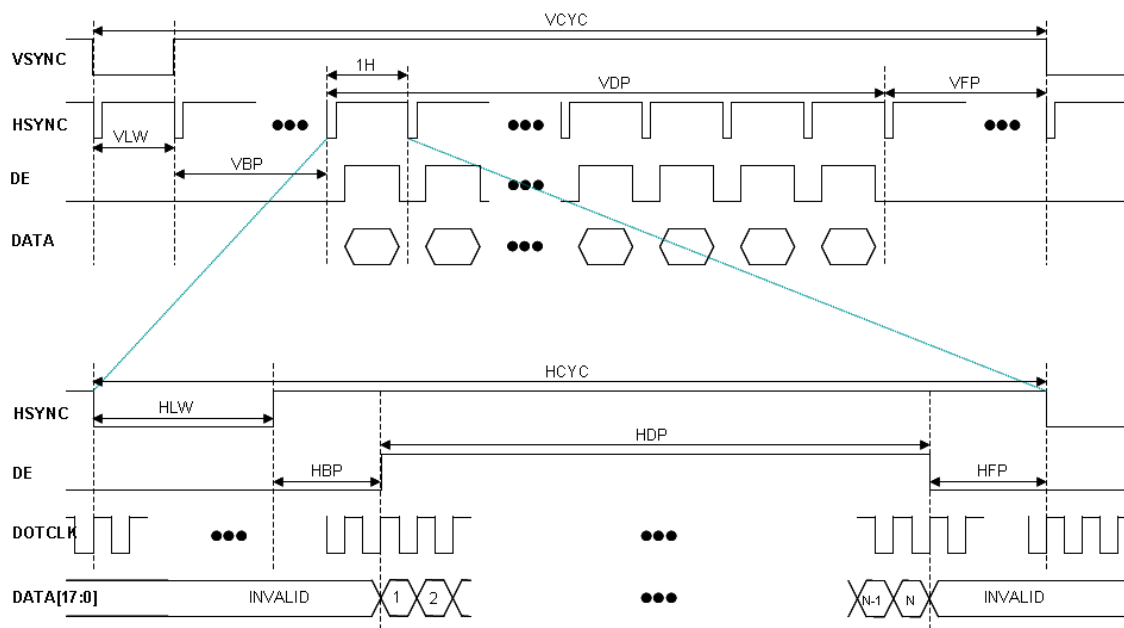 VCYC
VSYNC
1H
VDP
VFP
HSYNC
VLW
VBP
DE
DATA
HCYC
HSYNC
HLW
HDP
DE
HBP
HFP
DOTCLK
DATA[17:0]
INVALID
1
2
N-1
N
INVALID